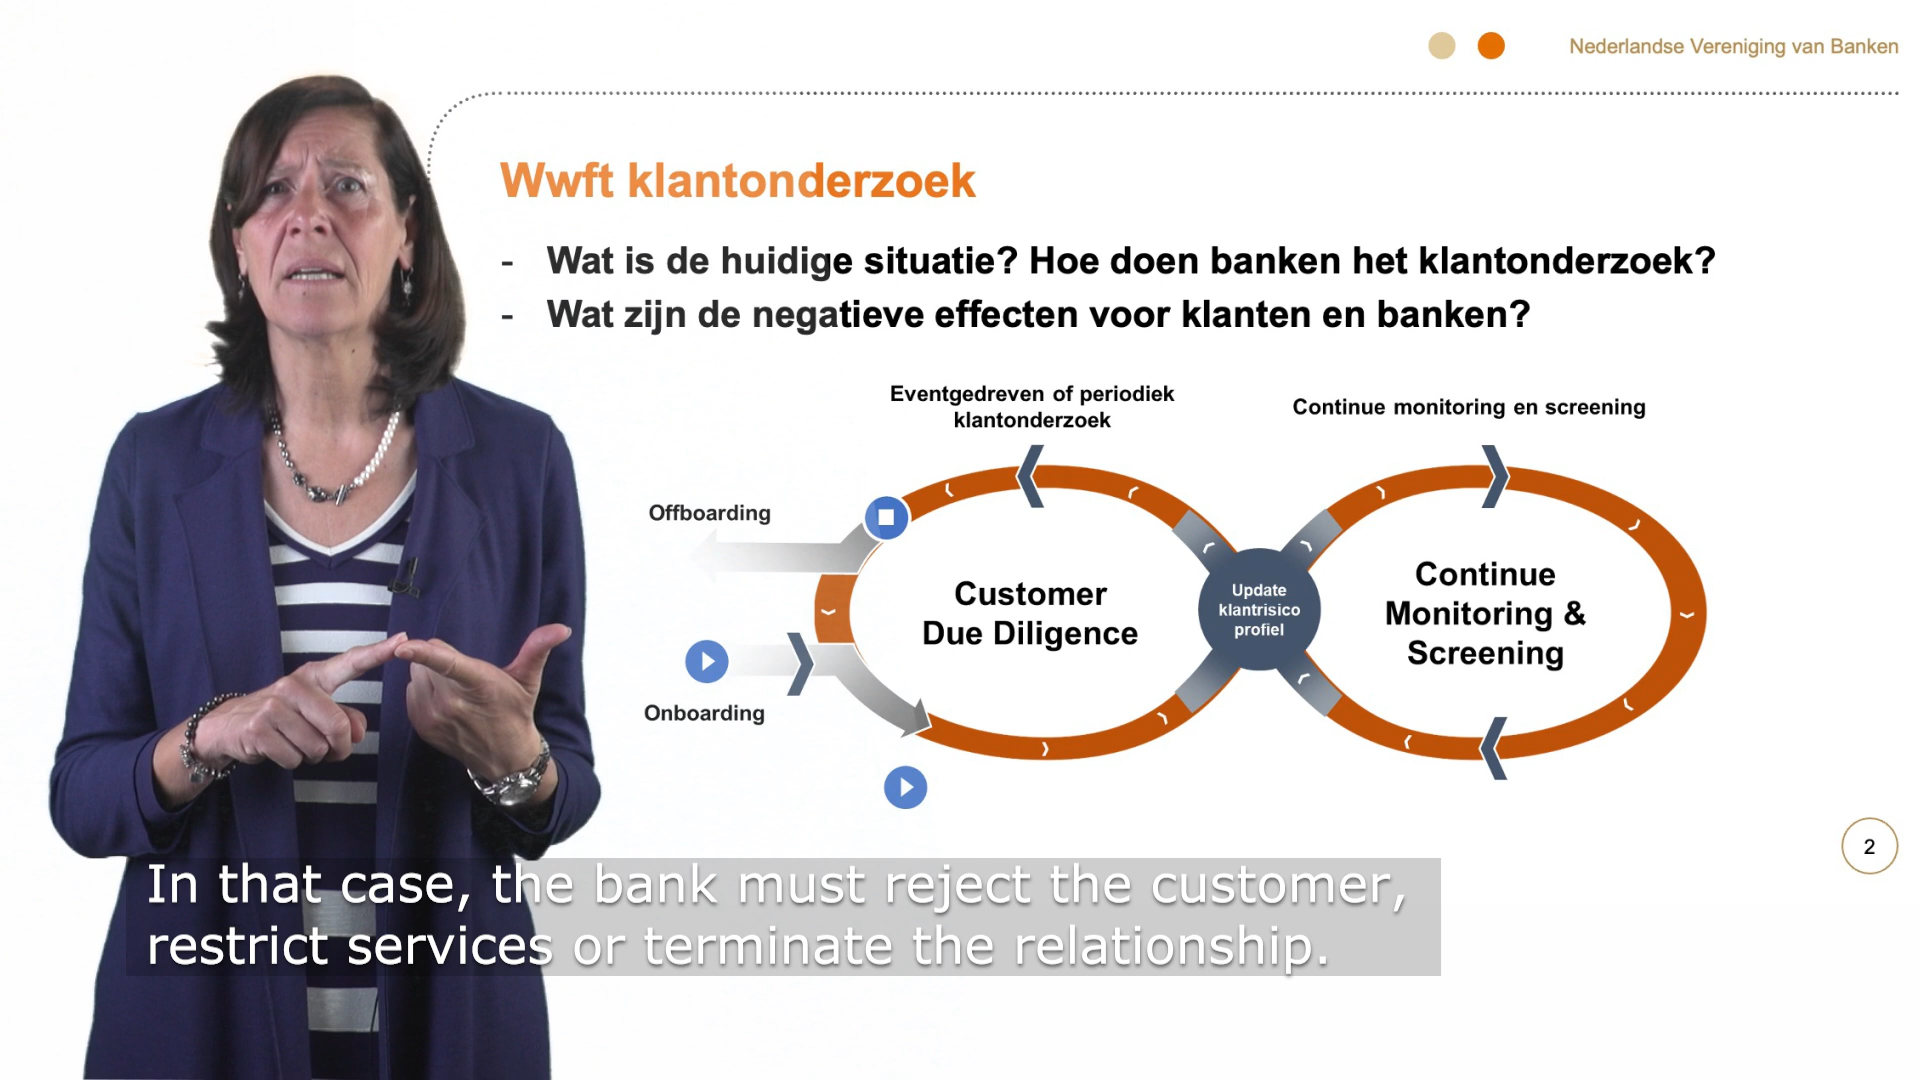 Nederlandse Vereniging van Banken
Wwft klantonderzoek
- Wat is de huidige situatie? Hoe doen banken het klantonderzoek?
- Wat zijn de negatieve effecten voor klanten en banken?
Eventgedreven of periodiek
klantonderzoek
Continue monitoring en screening
Offboarding
Customer
Due Diligence
Update
klantrisico
profiel
Continue
Monitoring &
Screening
Onboarding
2
In that case, the bank must reject the customer,
restrict services or terminate the relationship.